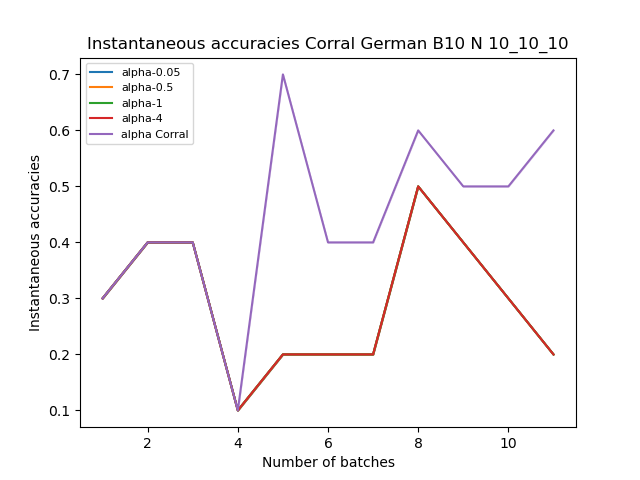 Instantaneous accuracies Corral German B10 N 10_10_10
alpha-0.05
alpha-0.5
alpha-1
alpha-4
alpha Corral
0.7
0.6
0.5
0.4
0.3
0.2
0.1
Instantaneous accuracies
2 4 6 8 10
Number of batches